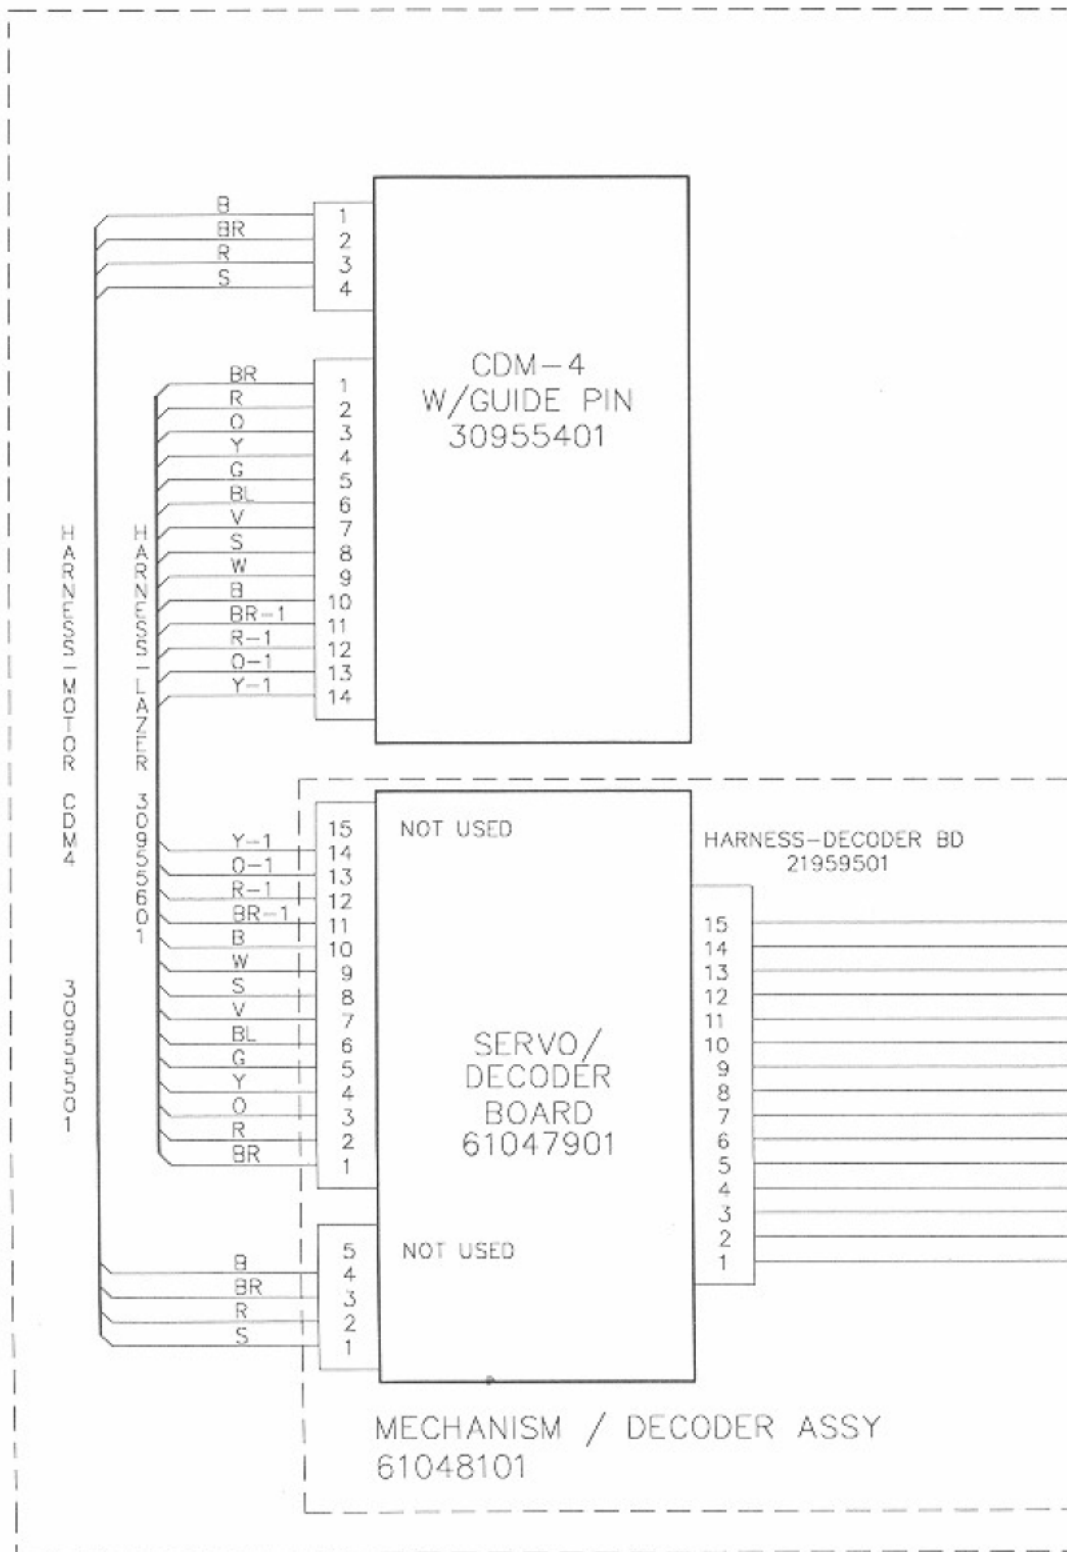 B
1
BR
2
R
3
S
4
CDM-4
W/GUIDE PIN
30955401
BR
1
R
2
O
3
Y
4
G
5
BL
6
V
7
S
8
W
9
B
10
BR-1
11
R-1
12
O-1
13
Y-1
14
HARNESS-MOTOR CDM4 30955501
HARNESS-LAZER 30955601
15
NOT USED
Y-1
14
O-1
13
R-1
12
BR-1
11
B
10
W
9
S
8
V
7
BL
6
G
5
Y
4
O
3
R
2
BR
1
SERVO/
DECODER
BOARD
61047901
HARNESS-DECODER BD
21959501
15
14
13
12
11
10
9
8
7
6
5
4
3
2
1
5
NOT USED
B
4
BR
3
R
2
S
1
MECHANISM / DECODER ASSY
61048101